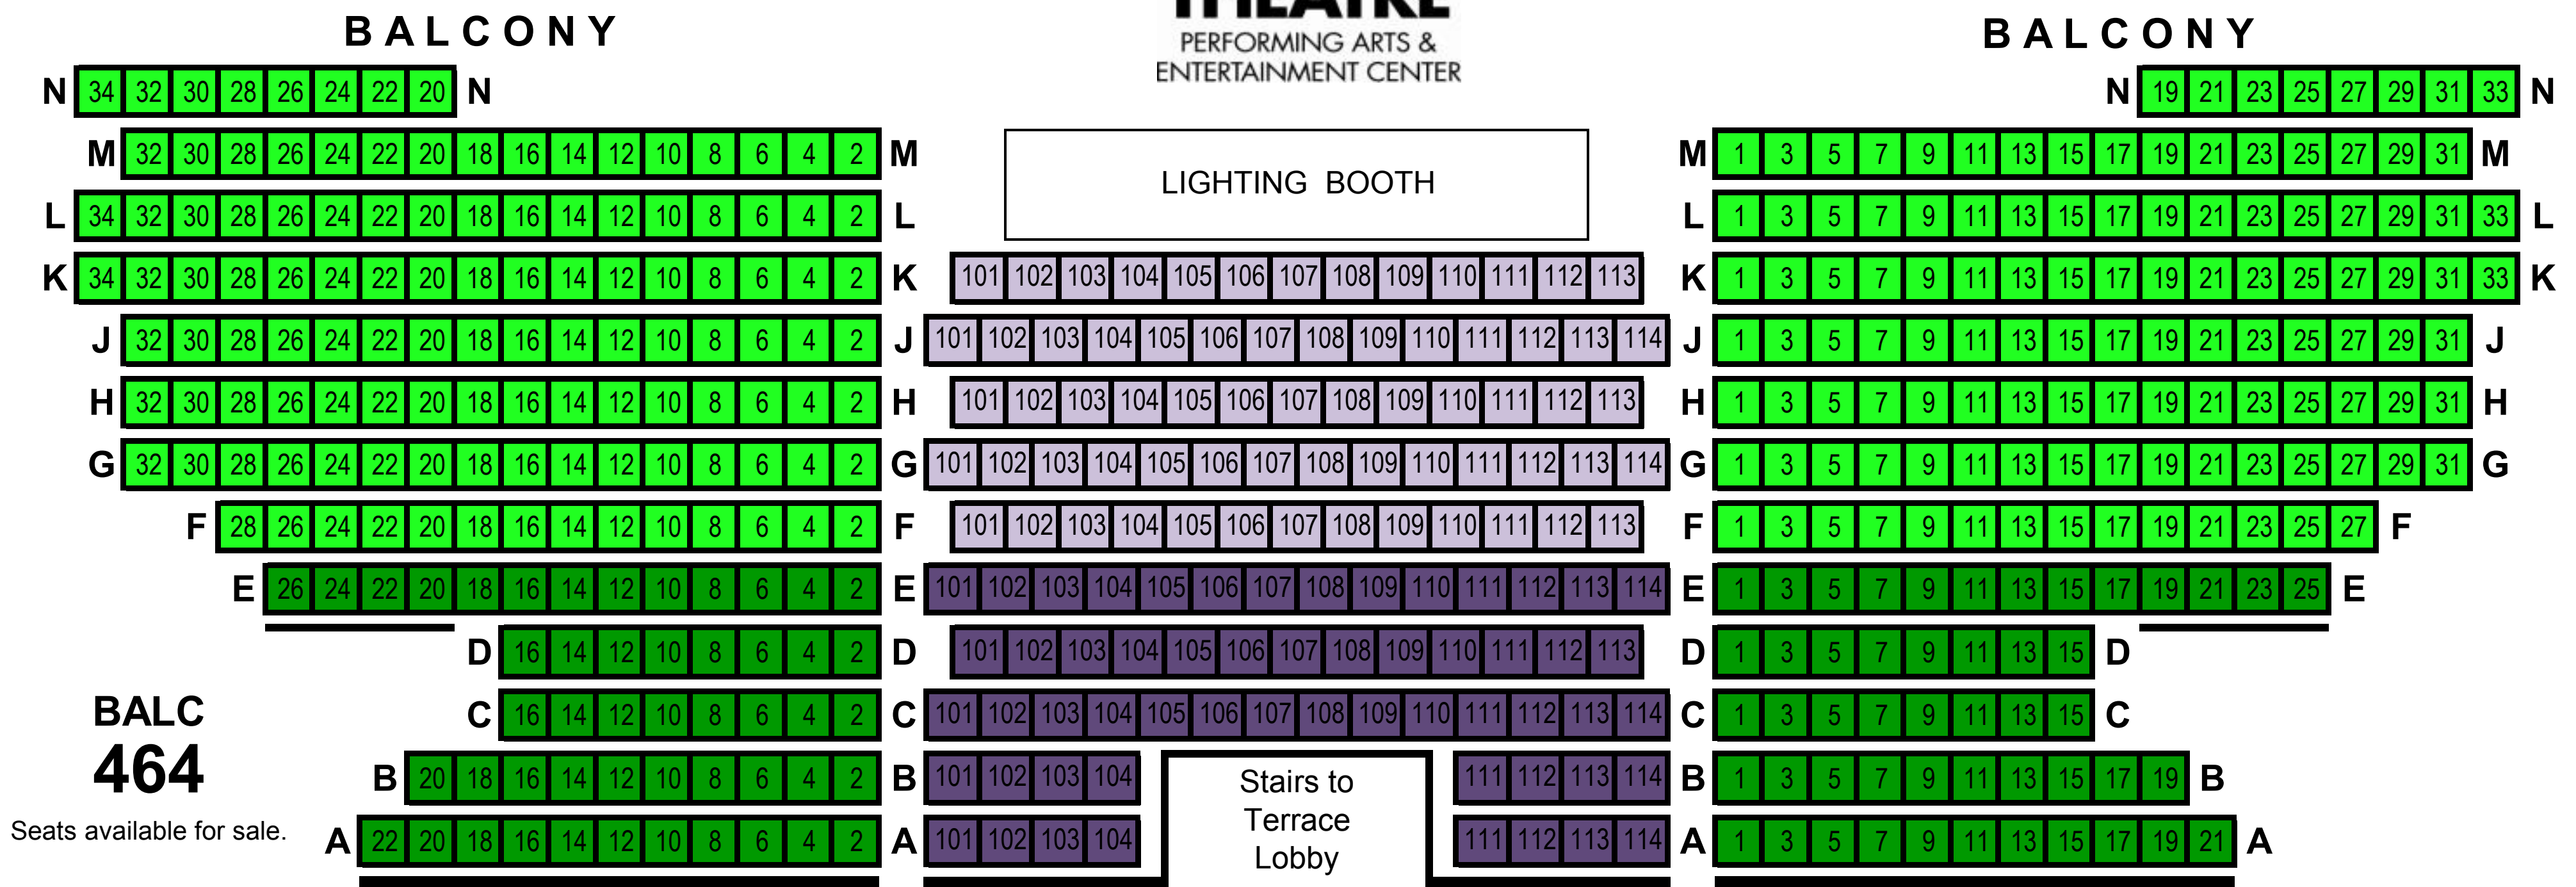 THEATRE
PERFORMING ARTS &
ENTERTAINMENT CENTER
BALCONY
BALCONY
N 34 32 30 28 26 24 22 20 N
N 19 21 23 25 27 29 31 33 N
M 32 30 28 26 24 22 20 18 16 14 12 10 8 6 4 2 M
LIGHTING BOOTH
M 1 3 5 7 9 11 13 15 17 19 21 23 25 27 29 31 M
L 34 32 30 28 26 24 22 20 18 16 14 12 10 8 6 4 2 L
L 1 3 5 7 9 11 13 15 17 19 21 23 25 27 29 31 33 L
K 34 32 30 28 26 24 22 20 18 16 14 12 10 8 6 4 2 K 101 102 103 104 105 106 107 108 109 110 111 112 113 K 1 3 5 7 9 11 13 15 17 19 21 23 25 27 29 31 33 K
J 32 30 28 26 24 22 20 18 16 14 12 10 8 6 4 2 J 101 102 103 104 105 106 107 108 109 110 111 112 113 114 J 1 3 5 7 9 11 13 15 17 19 21 23 25 27 29 31 J
H 32 30 28 26 24 22 20 18 16 14 12 10 8 6 4 2 H 101 102 103 104 105 106 107 108 109 110 111 112 113 H 1 3 5 7 9 11 13 15 17 19 21 23 25 27 29 31 H
G 32 30 28 26 24 22 20 18 16 14 12 10 8 6 4 2 G 101 102 103 104 105 106 107 108 109 110 111 112 113 114 G 1 3 5 7 9 11 13 15 17 19 21 23 25 27 29 31 G
F 28 26 24 22 20 18 16 14 12 10 8 6 4 2 F 101 102 103 104 105 106 107 108 109 110 111 112 113 F 1 3 5 7 9 11 13 15 17 19 21 23 25 27 F
E 26 24 22 20 18 16 14 12 10 8 6 4 2 E 101 102 103 104 105 106 107 108 109 110 111 112 113 114 E 1 3 5 7 9 11 13 15 17 19 21 23 25 E
D 16 14 12 10 8 6 4 2 D 101 102 103 104 105 106 107 108 109 110 111 112 113 D 1 3 5 7 9 11 13 15 D
C 16 14 12 10 8 6 4 2 C 101 102 103 104 105 106 107 108 109 110 111 112 113 114 C 1 3 5 7 9 11 13 15 C
B 20 18 16 14 12 10 8 6 4 2 B 101 102 103 104 111 112 113 114 B 1 3 5 7 9 11 13 15 17 19 B
A 22 20 18 16 14 12 10 8 6 4 2 A 101 102 103 104 111 112 113 114 A 1 3 5 7 9 11 13 15 17 19 21 A
Stairs to
Terrace
Lobby
BALC
464
Seats available for sale.